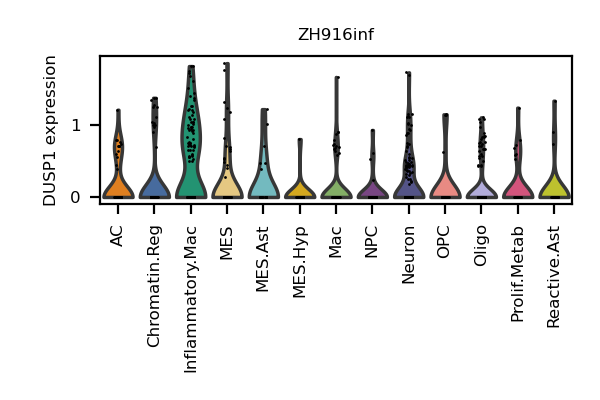 ZH916inf
DUSP1 expression
1
0
AC
Chromatin.Reg
Inflammatory.Mac
MES
MES.Ast
MES.Hyp
Mac
NPC
Neuron
OPC
Oligo
Prolif.Metab
Reactive.Ast